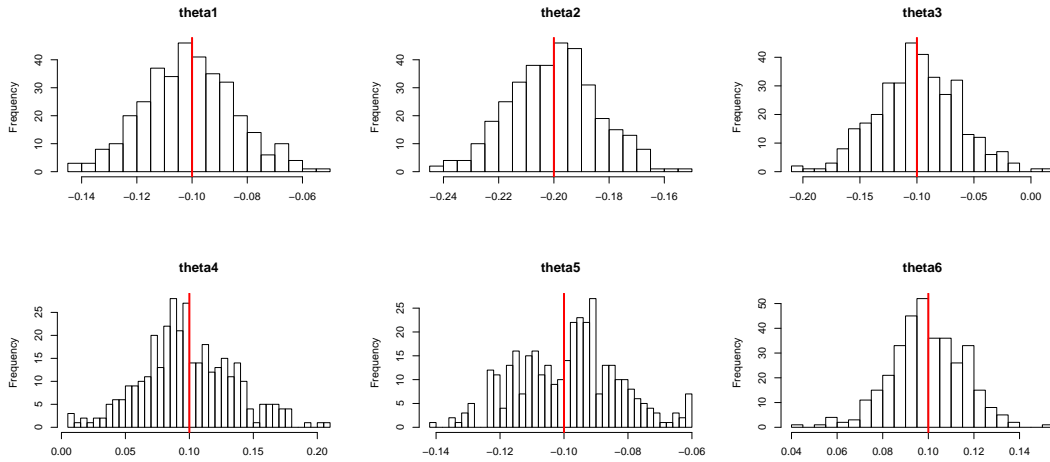 theta1
Frequency
0 10 20 30 40
−0.14 −0.12 −0.10 −0.08 −0.06
theta2
Frequency
0 10 20 30 40
−0.24 −0.22 −0.20 −0.18 −0.16
theta3
Frequency
0 10 20 30 40
−0.20 −0.15 −0.10 −0.05 0.00
theta4
Frequency
0 5 10 15 20 25
0.00 0.05 0.10 0.15 0.20
theta5
Frequency
0 5 10 15 20 25
−0.14 −0.12 −0.10 −0.08 −0.06
theta6
Frequency
0 10 20 30 40 50
0.04 0.06 0.08 0.10 0.12 0.14